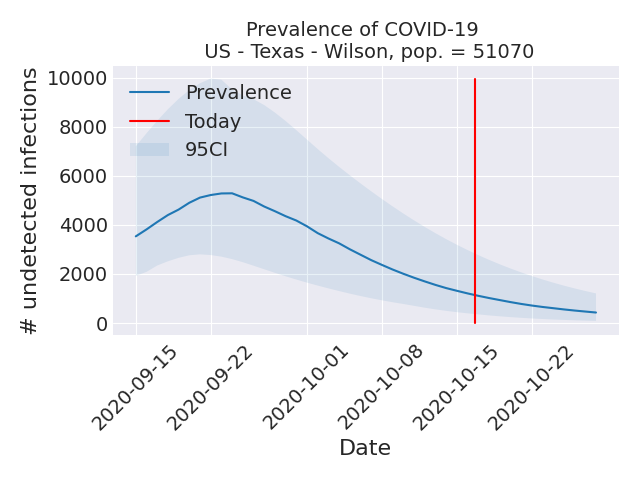 Prevalence of COVID-19
US - Texas - Wilson, pop. = 51070
# undetected infections
10000
8000
6000
4000
2000
0
Prevalence
Today
95CI
2020-09-15
2020-09-22
2020-10-01
2020-10-08
2020-10-15
2020-10-22
Date